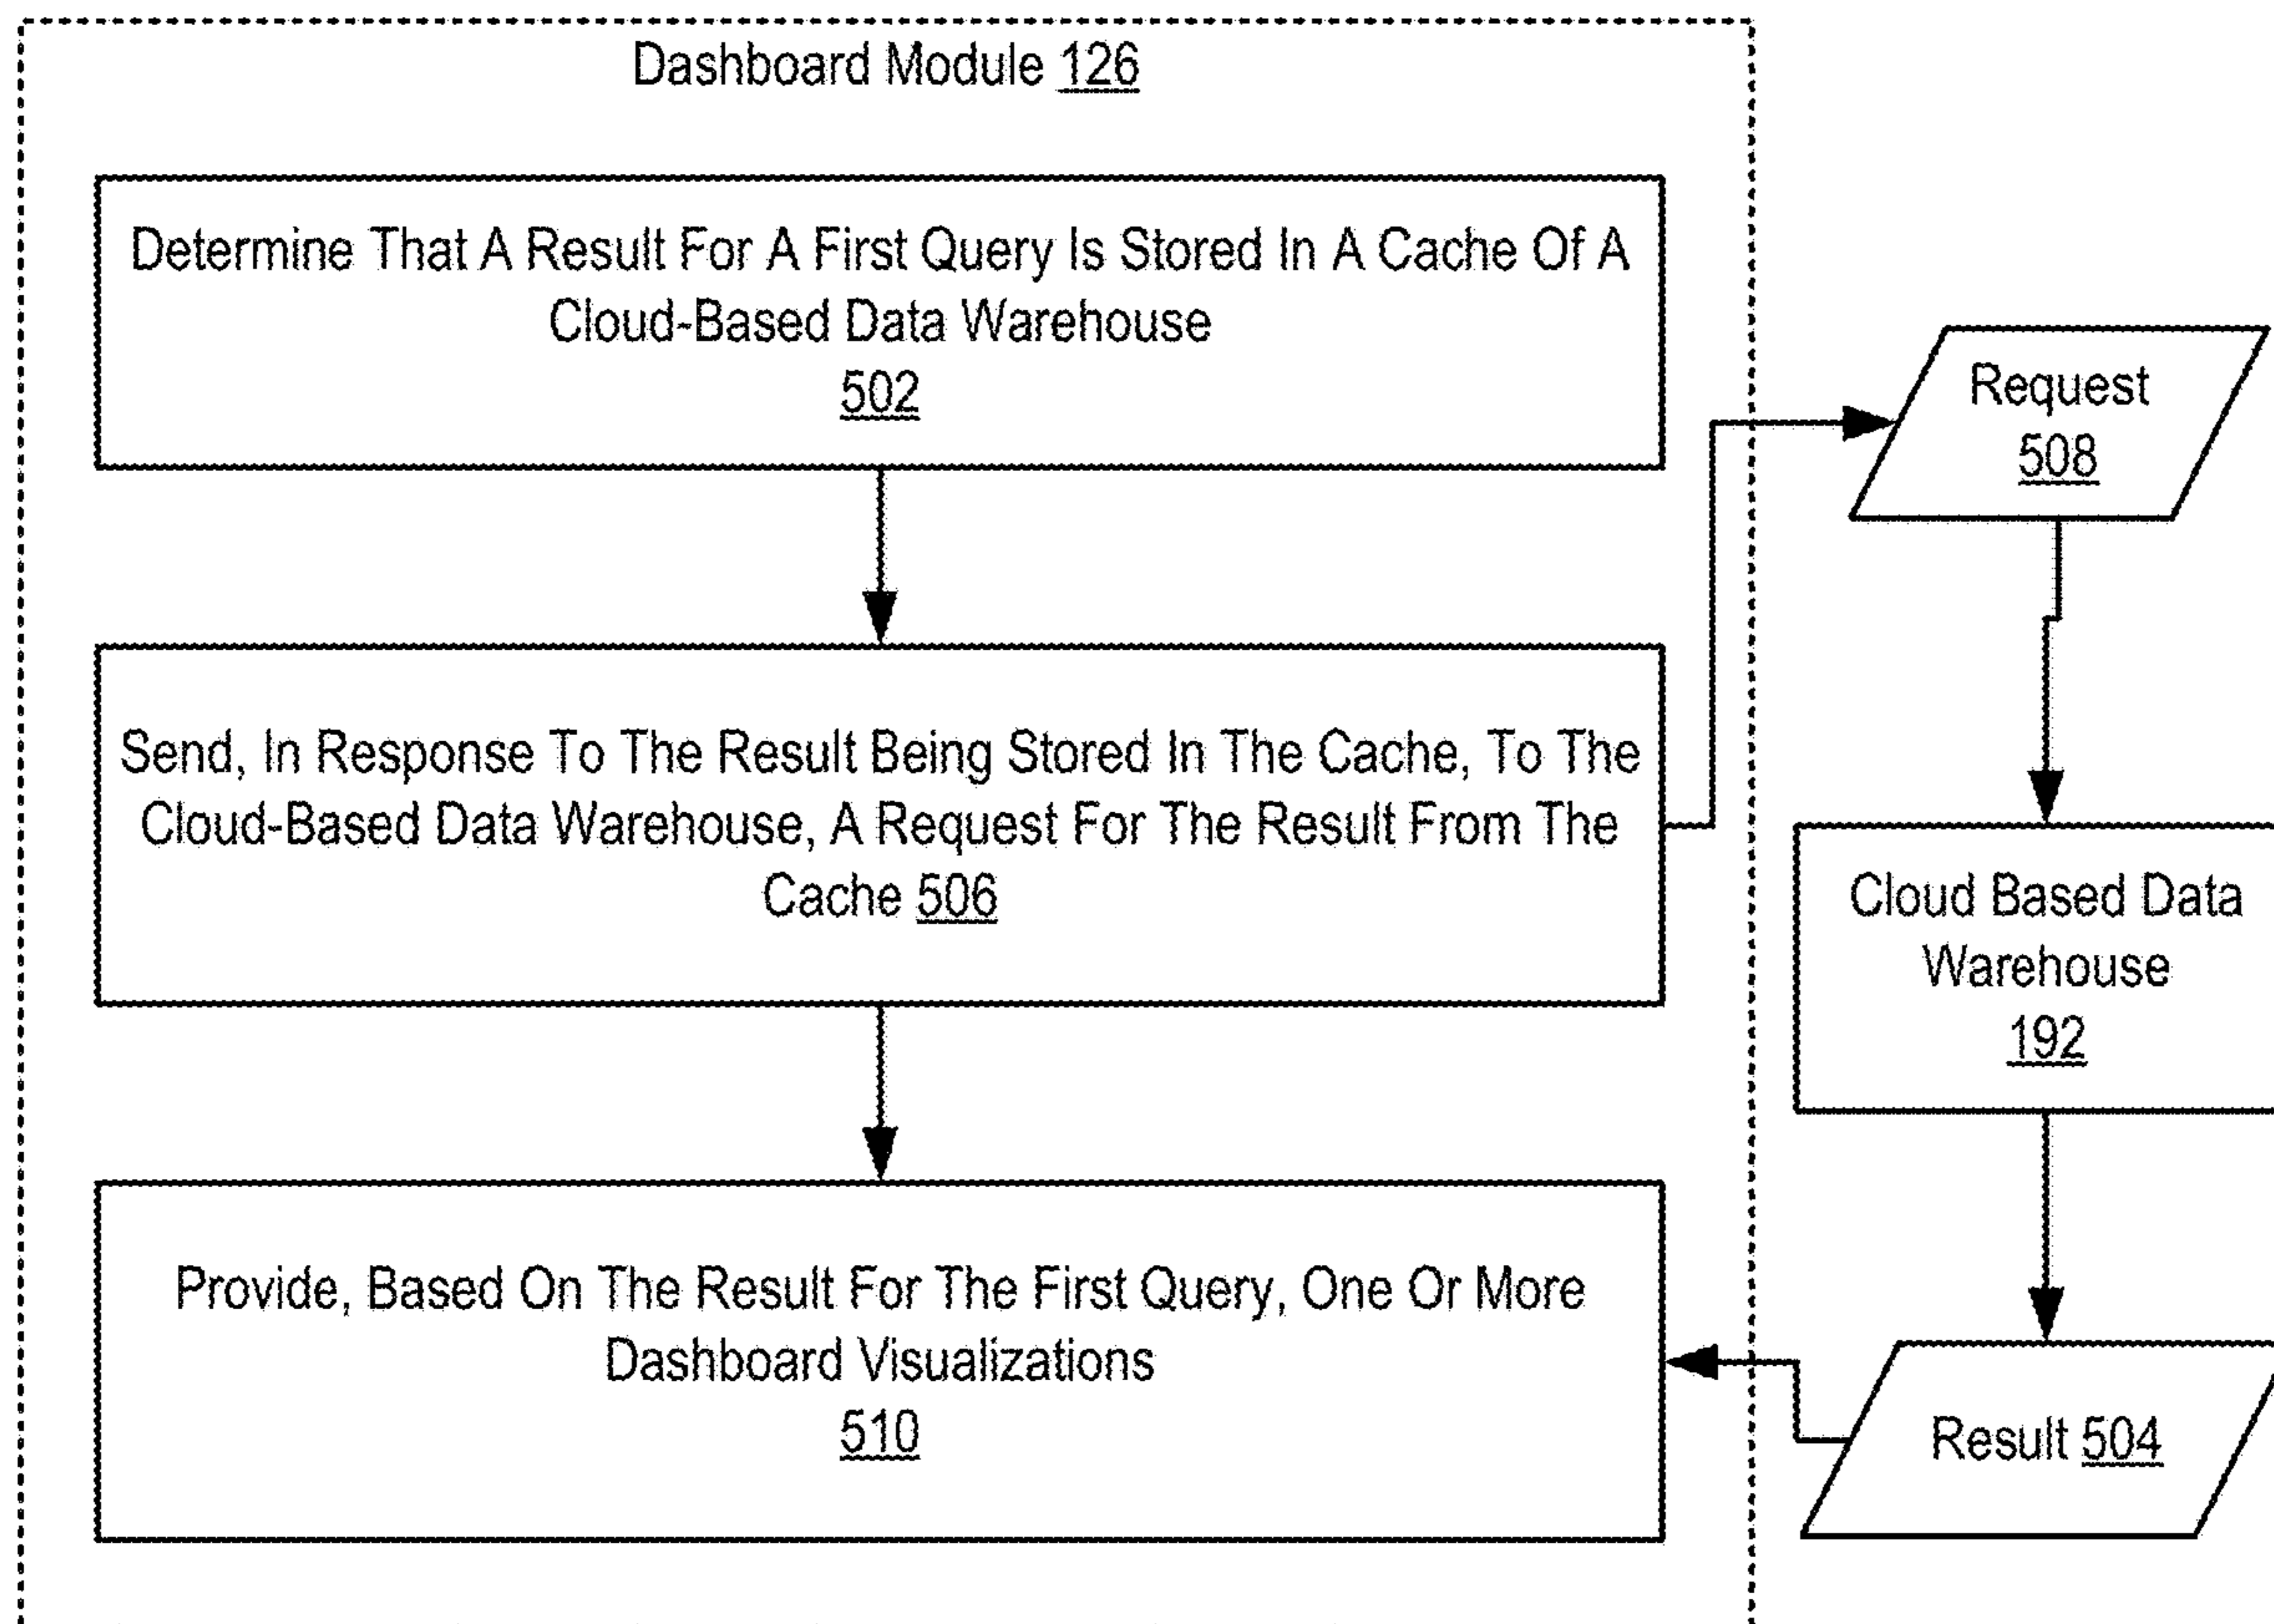 Dashboard Module 126
Determine That A Result For A First Query Is Stored In A Cache Of A
Cloud-Based Data Warehouse
502
Request
508
Send, In Response To The Result Being Stored In The Cache, To The
Cloud-Based Data Warehouse, A Request For The Result From The
Cache 506
Cloud Based Data
Warehouse
192
Provide, Based On The Result For The First Query, One Or More
Dashboard Visualizations
510
Result 504